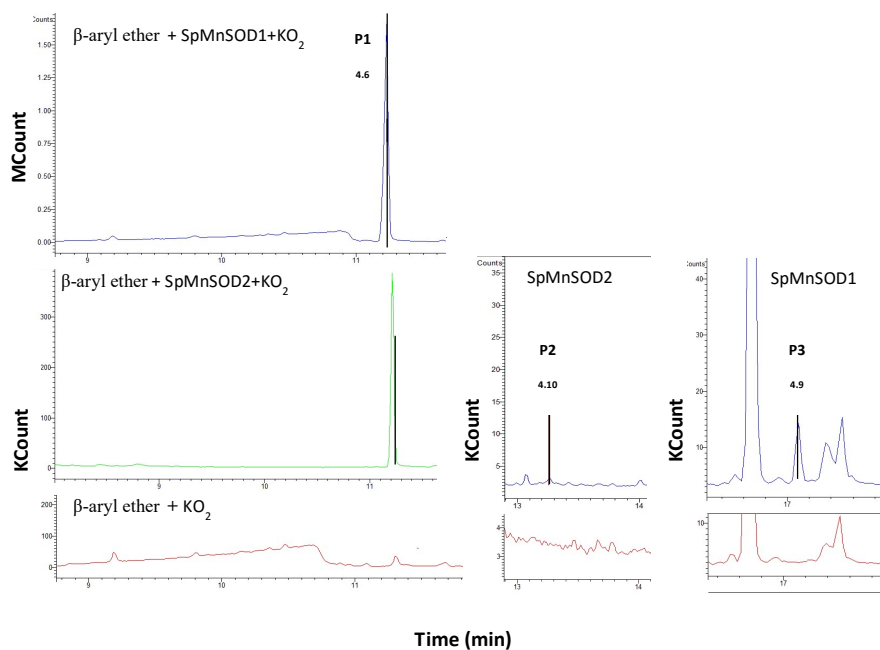 Counts:
β-aryl ether + SpMnSOD1+KO2
P1
4.6
1.50
1.25
1.00
0.75
0.50
0.25
0.00
MCount
9
10
11
β-aryl ether + SpMnSOD2+KO2
300
200
100
0
KCount
9
10
11
Counts
SpMnSOD2
35
30
25
20
15
10
5
P2
4.10
KCount
13
14
Counts
SpMnSOD1
40
30
20
10
P3
4.9
KCount
17
β-aryl ether + KO2
200
100
0
9
10
11
4
3
13
14
10
17
Time (min)